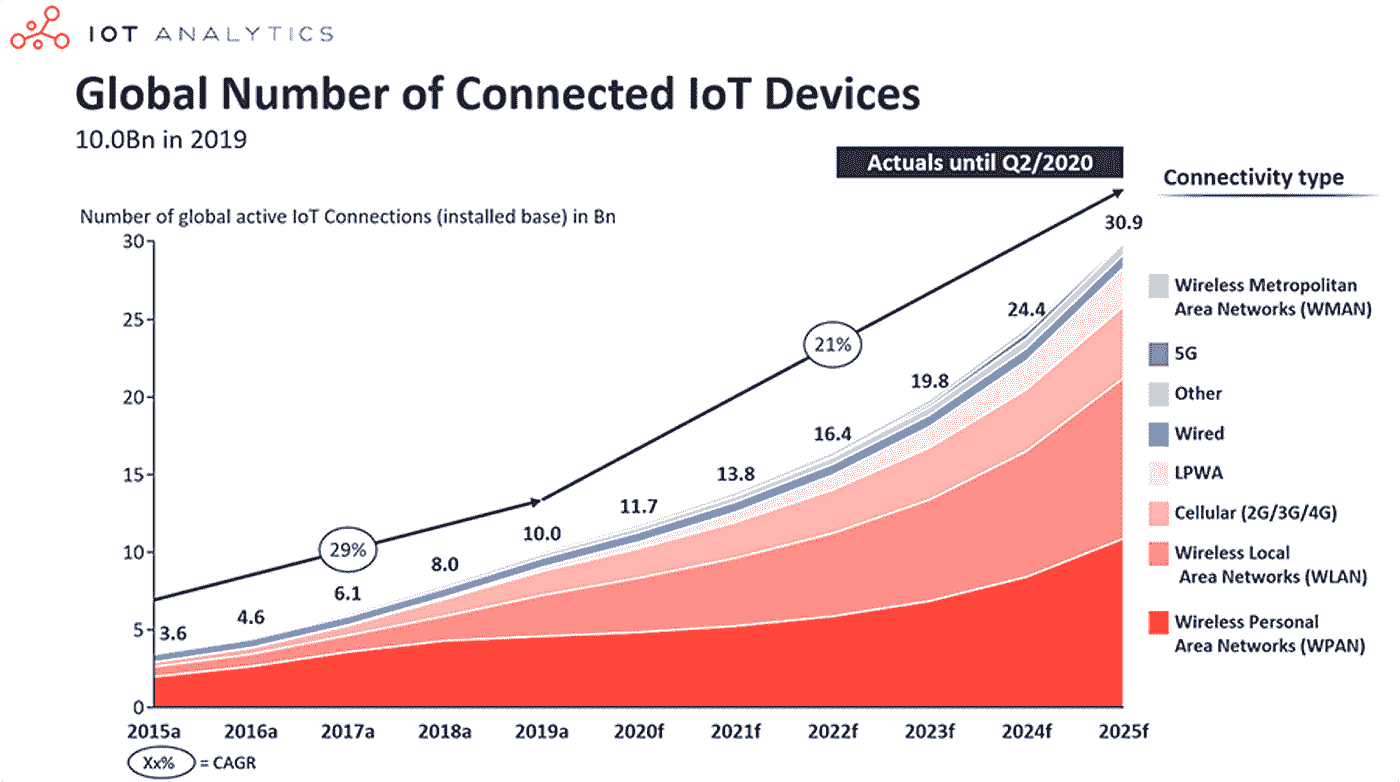 IOT ANALYTICS
Global Number of Connected IoT Devices
10.0Bn in 2019
Actuals until Q2/2020
Connectivity type
Number of global active IoT Connections (installed base) in Bn
30
25
20
15
10
5
0
3.6
4.6
6.1
8.0
10.0
11.7
13.8
16.4
19.8
24.4
30.9
29%
21%
2015a
2016a
2017a
2018a
2019a
2020f
2021f
2022f
2023f
2024f
2025f
Xx% = CAGR
Wireless Metropolitan
Area Networks (WMAN)
5G
Other
Wired
LPWA
Cellular (2G/3G/4G)
Wireless Local
Area Networks (WLAN)
Wireless Personal
Area Networks (WPAN)